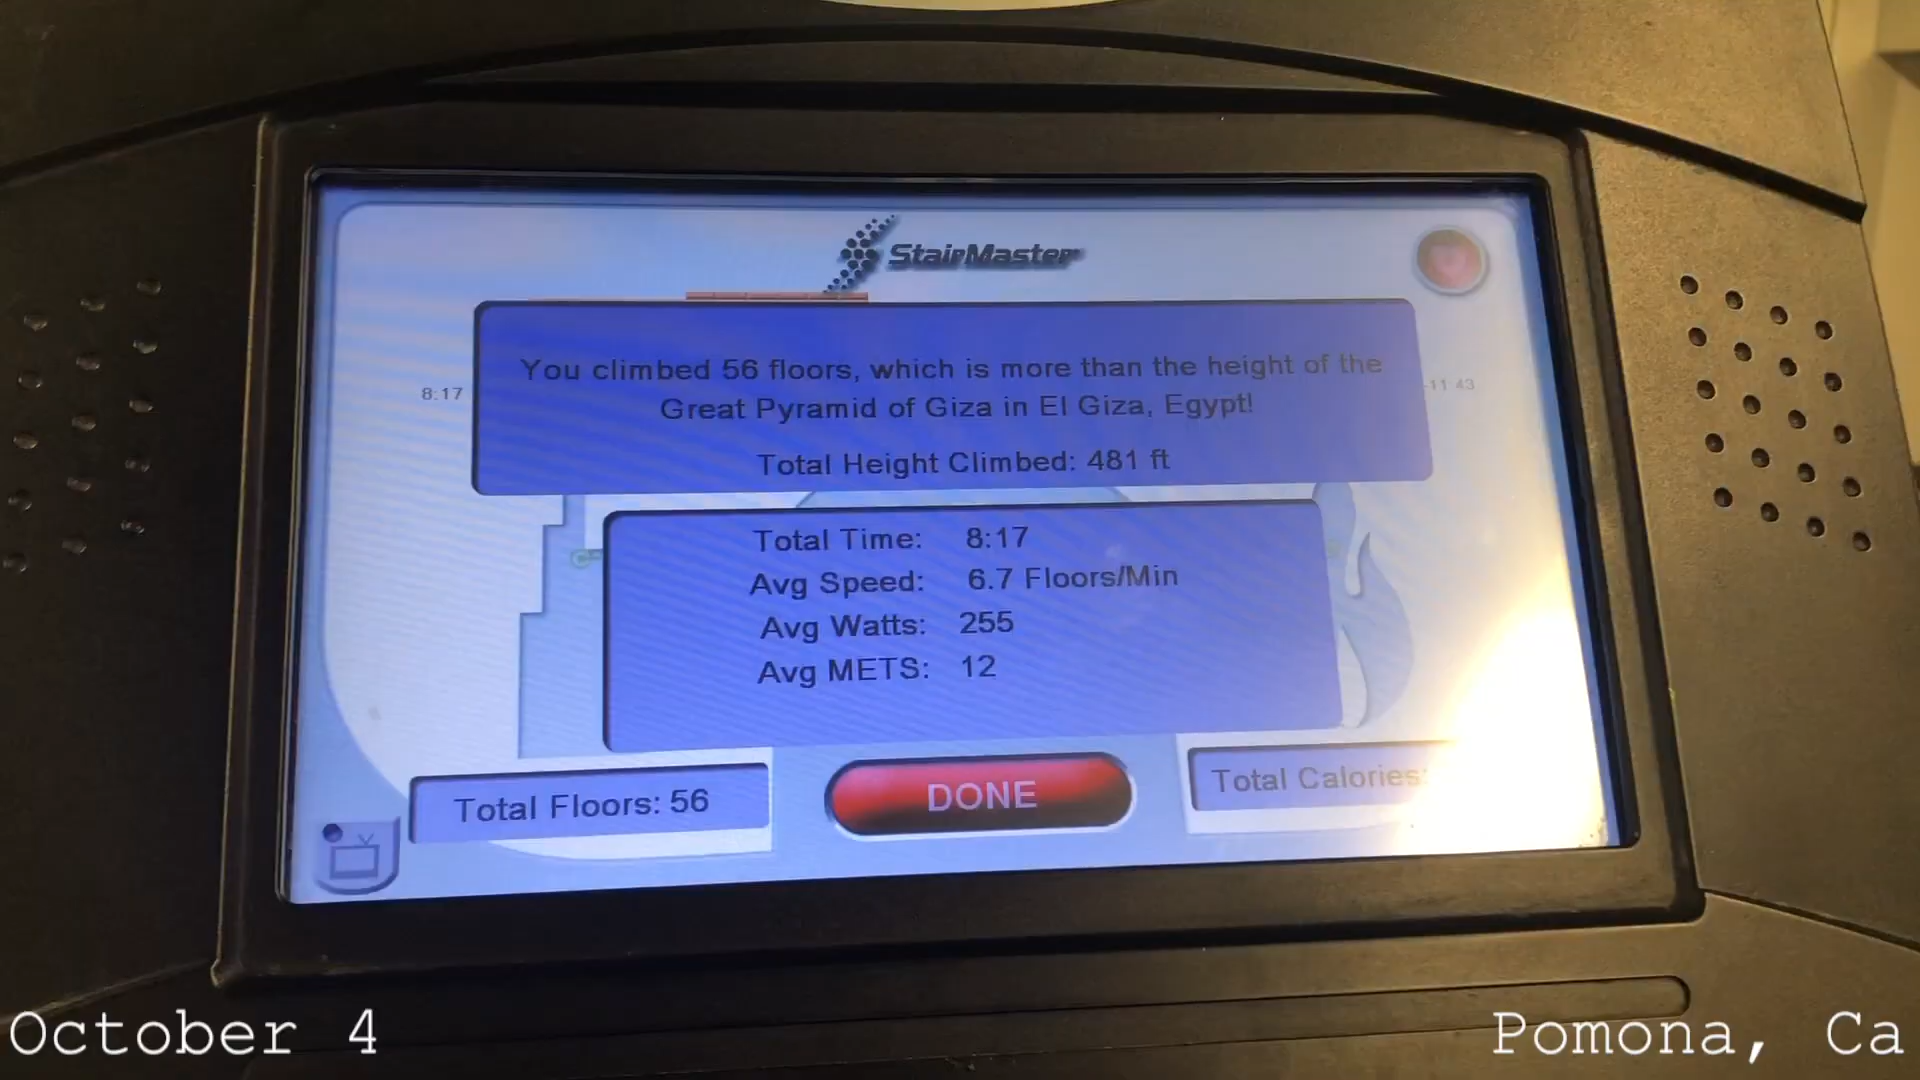 StairMaster
You climbed 56 floors, which is more than the height of the
Great Pyramid of Giza in El Giza, Egypt!
Total Height Climbed: 481 ft
8:17
11:43
Total Time: 8:17
Avg Speed: 6.7 Floors/Min
Avg Watts: 255
Avg METS: 12
Total Floors: 56
DONE
Total Calories:
October 4
Pomona, Ca